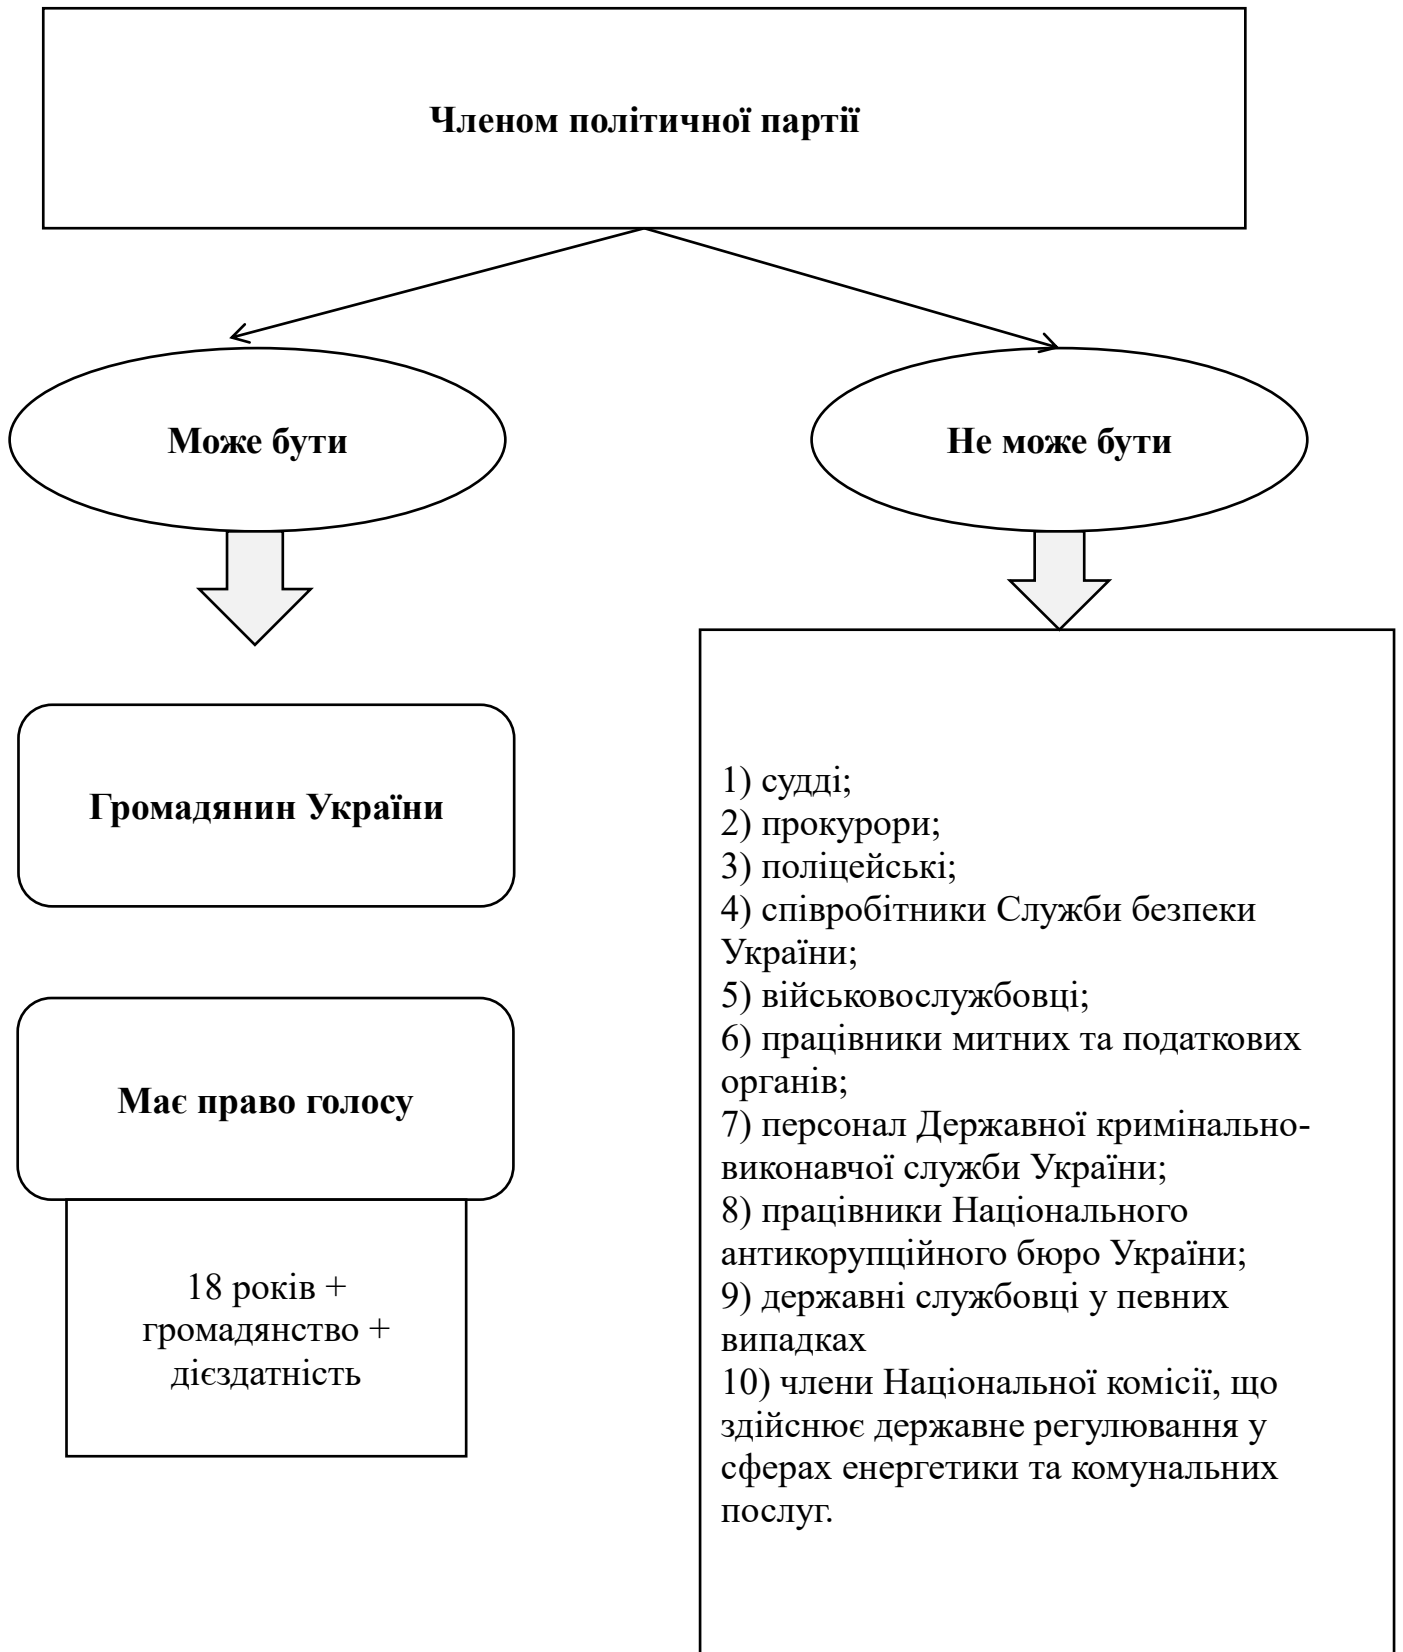 Членом політичної партії
Може бути
Не може бути
Громадянин України
Має право голосу
18 років +
громадянство +
дієздатність
1) судді;
2) прокурори;
3) поліцейські;
4) співробітники Служби безпеки
України;
5) військовослужбовці;
6) працівники митних та податкових
органів;
7) персонал Державної кримінально-
виконавчої служби України;
8) працівники Національного
антикорупційного бюро України;
9) державні службовці у певних
випадках
10) члени Національної комісії, що
здійснює державне регулювання у
сферах енергетики та комунальних
послуг.